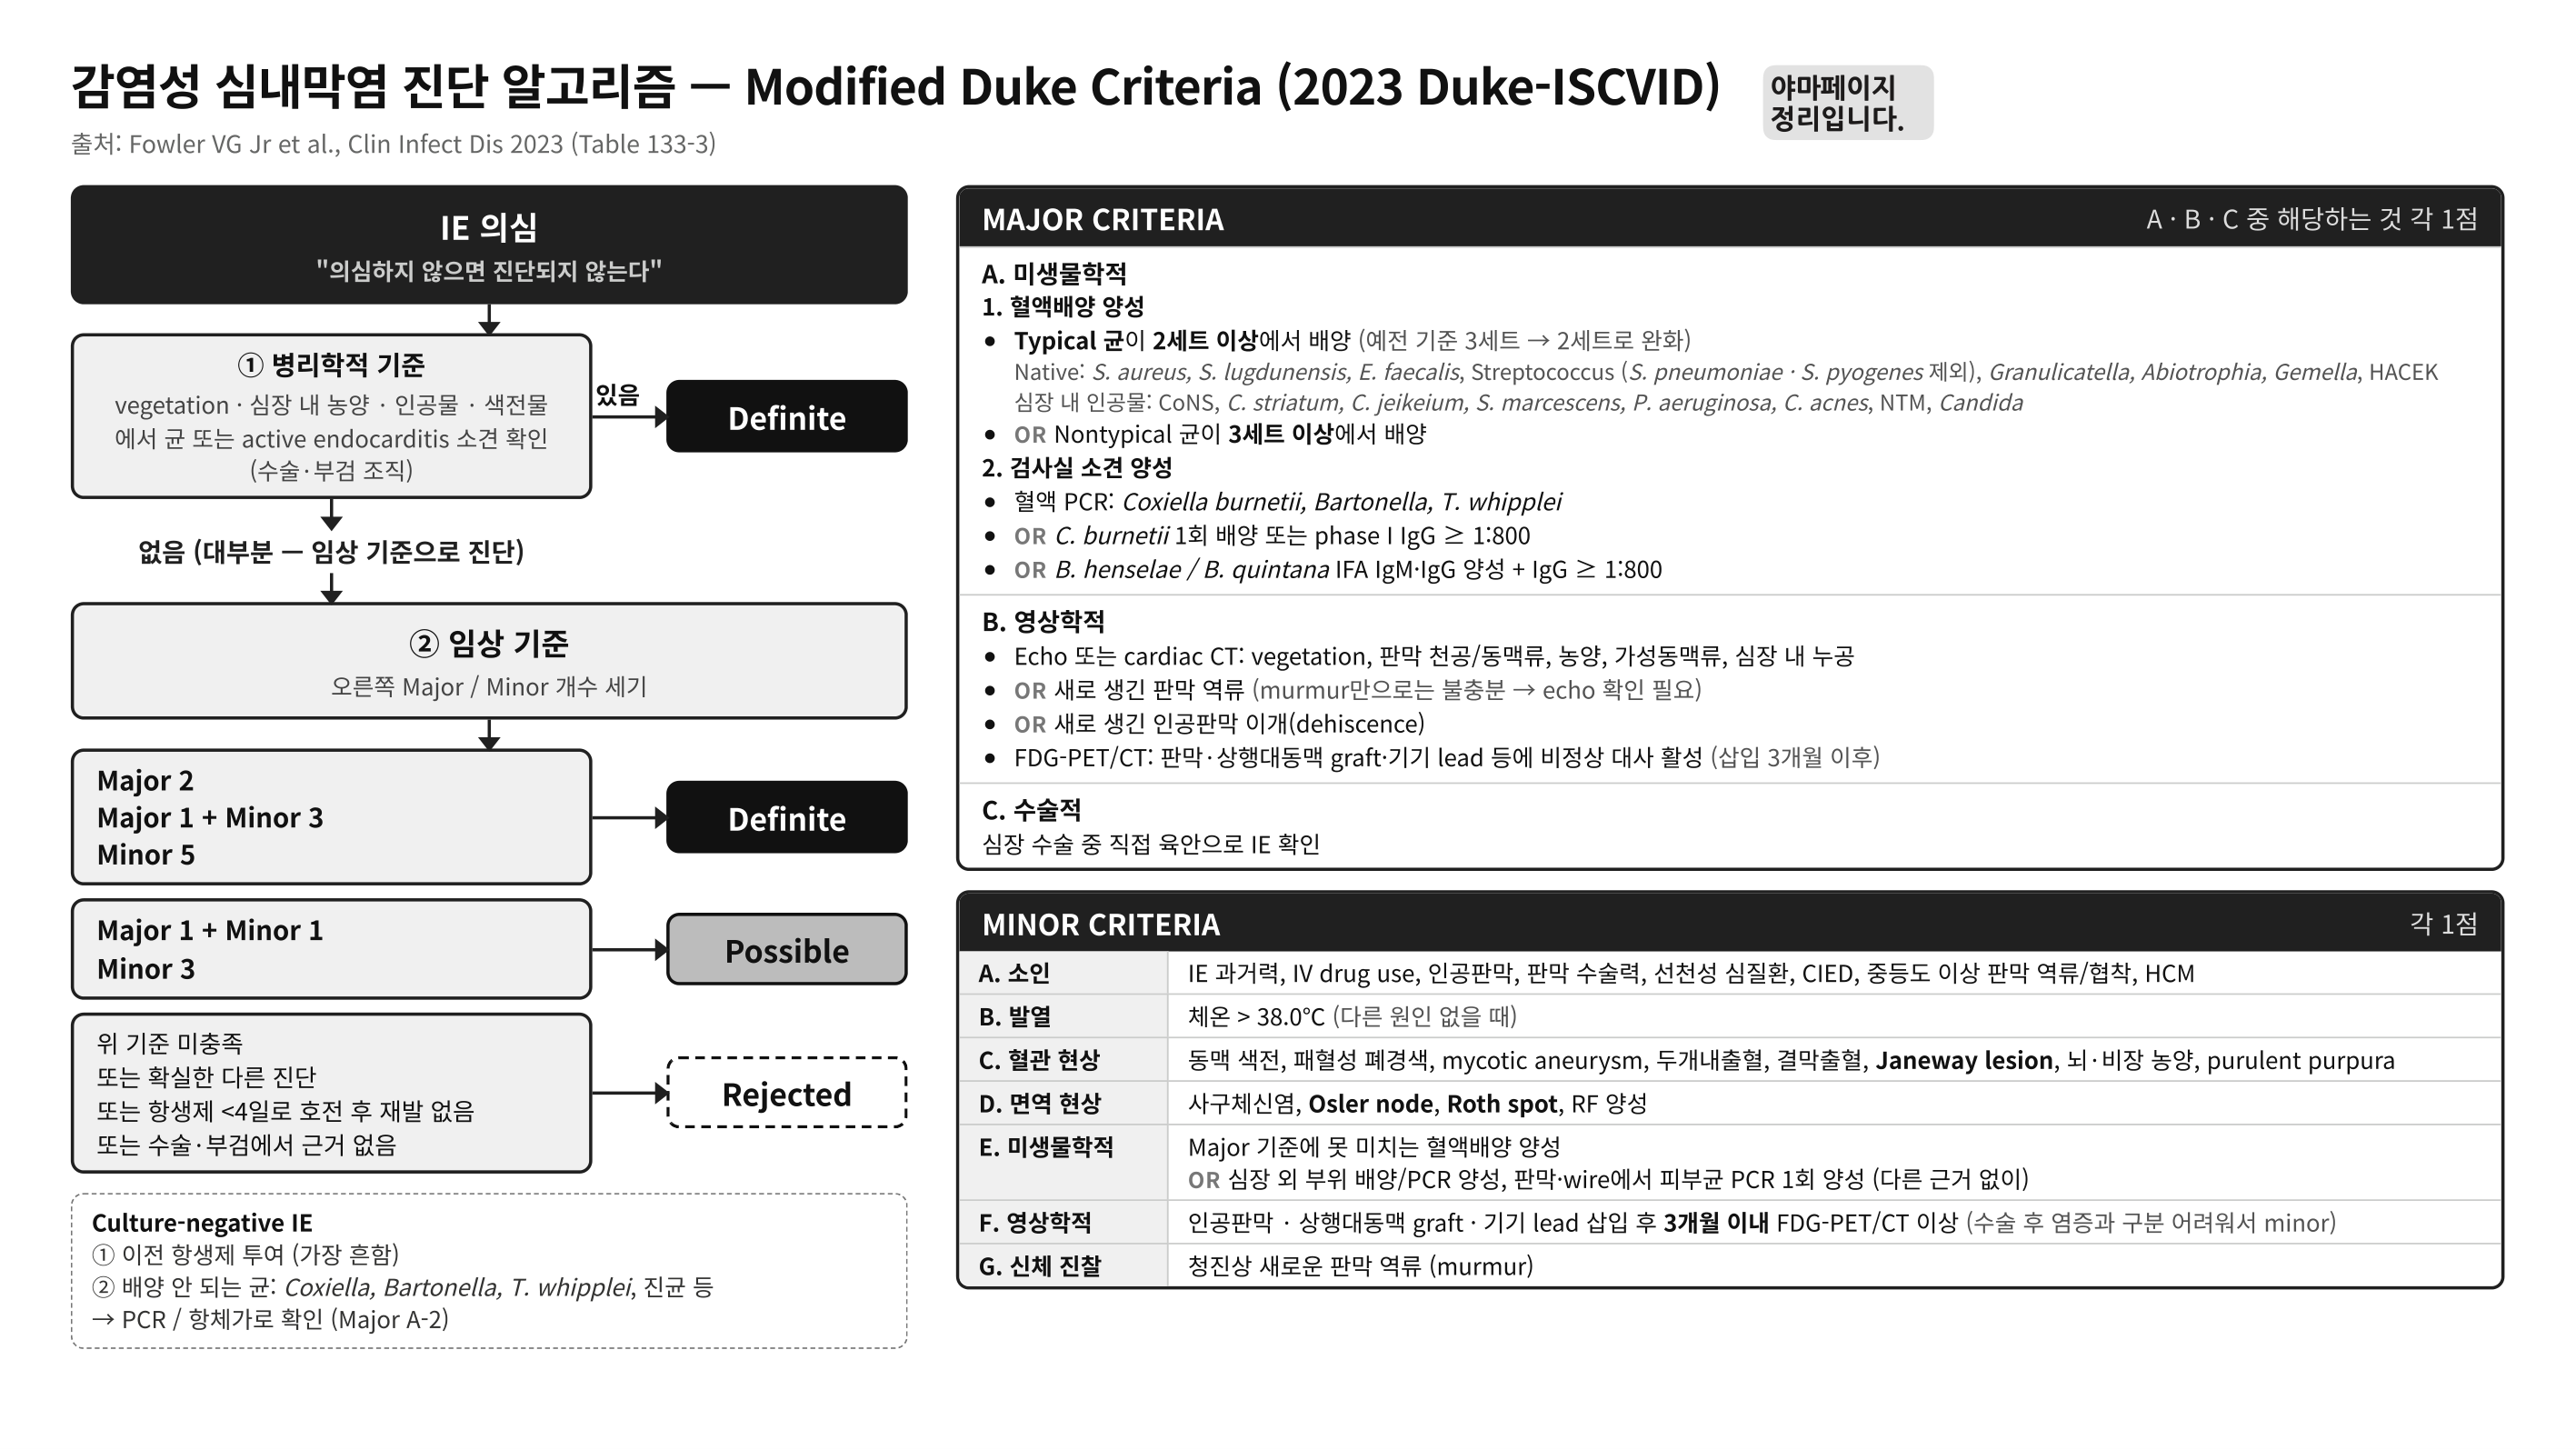 감염성 심내막염 진단 알고리즘 — Modified Duke Criteria (2023 Duke-ISCVID)
야마페이지
정리입니다.
출처: Fowler VG Jr et al., Clin Infect Dis 2023 (Table 133-3)
IE 의심
"의심하지 않으면 진단되지 않는다"
① 병리학적 기준
vegetation · 심장 내 농양 · 인공물 · 색전물
에서 균 또는 active endocarditis 소견 확인
(수술·부검 조직)
있음
Definite
없음 (대부분 — 임상 기준으로 진단)
② 임상 기준
오른쪽 Major / Minor 개수 세기
Major 2
Major 1 + Minor 3
Minor 5
Definite
Major 1 + Minor 1
Minor 3
Possible
위 기준 미충족
또는 확실한 다른 진단
또는 항생제 <4일로 호전 후 재발 없음
또는 수술·부검에서 근거 없음
Rejected
Culture-negative IE
① 이전 항생제 투여 (가장 흔함)
② 배양 안 되는 균: Coxiella, Bartonella, T. whipplei, 진균 등
→ PCR / 항체가로 확인 (Major A-2)
MAJOR CRITERIA A · B · C 중 해당하는 것 각 1점
A. 미생물학적
1. 혈액배양 양성
● Typical 균이 2세트 이상에서 배양 (예전 기준 3세트 → 2세트로 완화)
Native: S. aureus, S. lugdunensis, E. faecalis, Streptococcus (S. pneumoniae · S. pyogenes 제외), Granulicatella, Abiotrophia, Gemella, HACEK
심장 내 인공물: CoNS, C. striatum, C. jeikeium, S. marcescens, P. aeruginosa, C. acnes, NTM, Candida
● OR Nontypical 균이 3세트 이상에서 배양
2. 검사실 소견 양성
● 혈액 PCR: Coxiella burnetii, Bartonella, T. whipplei
● OR C. burnetii 1회 배양 또는 phase I IgG ≥ 1:800
● OR B. henselae / B. quintana IFA IgM·IgG 양성 + IgG ≥ 1:800
B. 영상학적
● Echo 또는 cardiac CT: vegetation, 판막 천공/동맥류, 농양, 가성동맥류, 심장 내 누공
● OR 새로 생긴 판막 역류 (murmur만으로는 불충분 → echo 확인 필요)
● OR 새로 생긴 인공판막 이개(dehiscence)
● FDG-PET/CT: 판막·상행대동맥 graft·기기 lead 등에 비정상 대사 활성 (삽입 3개월 이후)
C. 수술적
심장 수술 중 직접 육안으로 IE 확인
MINOR CRITERIA 각 1점
A. 소인 IE 과거력, IV drug use, 인공판막, 판막 수술력, 선천성 심질환, CIED, 중등도 이상 판막 역류/협착, HCM
B. 발열 체온 > 38.0℃ (다른 원인 없을 때)
C. 혈관 현상 동맥 색전, 패혈성 폐경색, mycotic aneurysm, 두개내출혈, 결막출혈, Janeway lesion, 뇌·비장 농양, purulent purpura
D. 면역 현상 사구체신염, Osler node, Roth spot, RF 양성
E. 미생물학적 Major 기준에 못 미치는 혈액배양 양성
OR 심장 외 부위 배양/PCR 양성, 판막·wire에서 피부균 PCR 1회 양성 (다른 근거 없이)
F. 영상학적 인공판막 · 상행대동맥 graft · 기기 lead 삽입 후 3개월 이내 FDG-PET/CT 이상 (수술 후 염증과 구분 어려워서 minor)
G. 신체 진찰 청진상 새로운 판막 역류 (murmur)